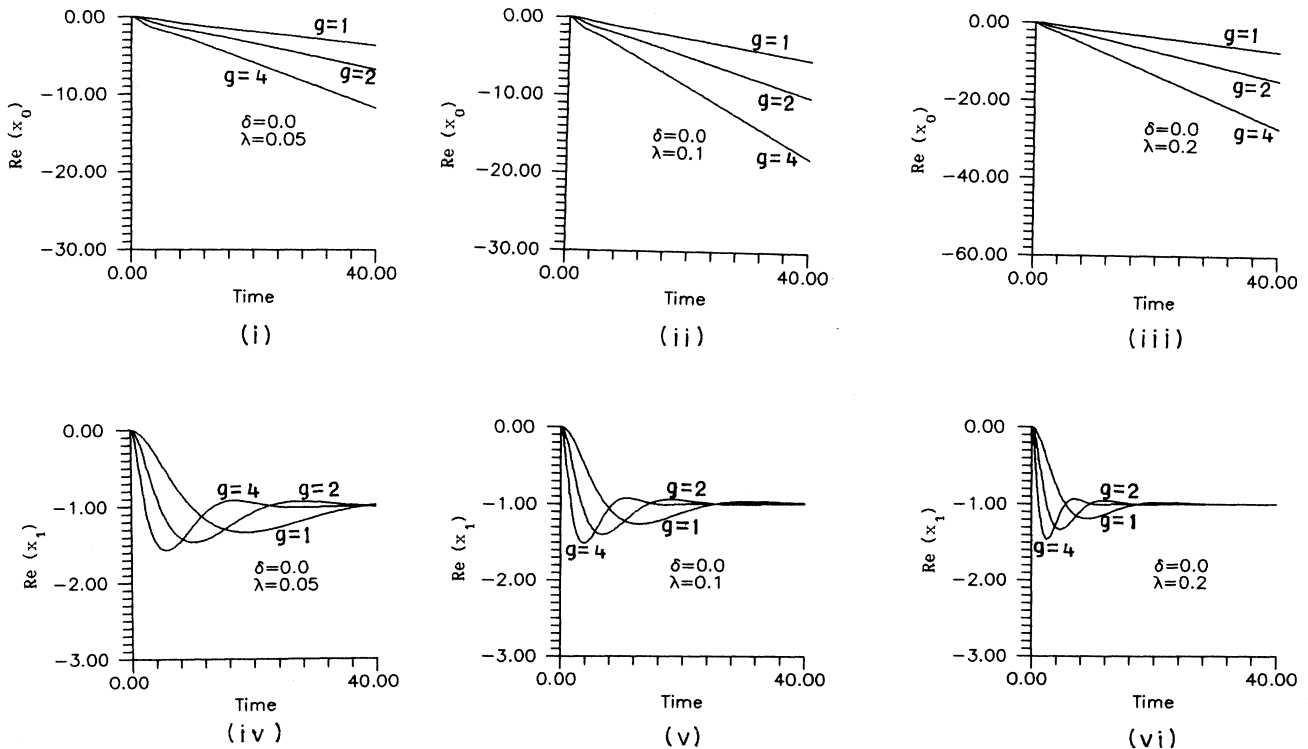 0.00
-10.00
-20.00
-30.00
Re (x₀)
g=1
g=2
g=4
δ=0.0
λ=0.05
0.00
40.00
Time
(i)
0.00
-5.00
-10.00
-15.00
-20.00
-25.00
-30.00
Re (x₀)
g=1
g=2
g=4
δ=0.0
λ=0.1
0.00
40.00
Time
(ii)
0.00
-20.00
-40.00
-60.00
Re (x₀)
g=1
g=2
g=4
δ=0.0
λ=0.2
0.00
40.00
Time
(iii)
0.00
-1.00
-2.00
-3.00
Re (x₁)
g=4
g=2
g=1
δ=0.0
λ=0.05
0.00
40.00
Time
(iv)
0.00
-1.00
-2.00
-3.00
Re (x₁)
g=2
g=1
g=4
δ=0.0
λ=0.1
0.00
40.00
Time
(v)
0.00
-1.00
-2.00
-3.00
Re (x₁)
g=2
g=1
g=4
δ=0.0
λ=0.2
0.00
40.00
Time
(vi)